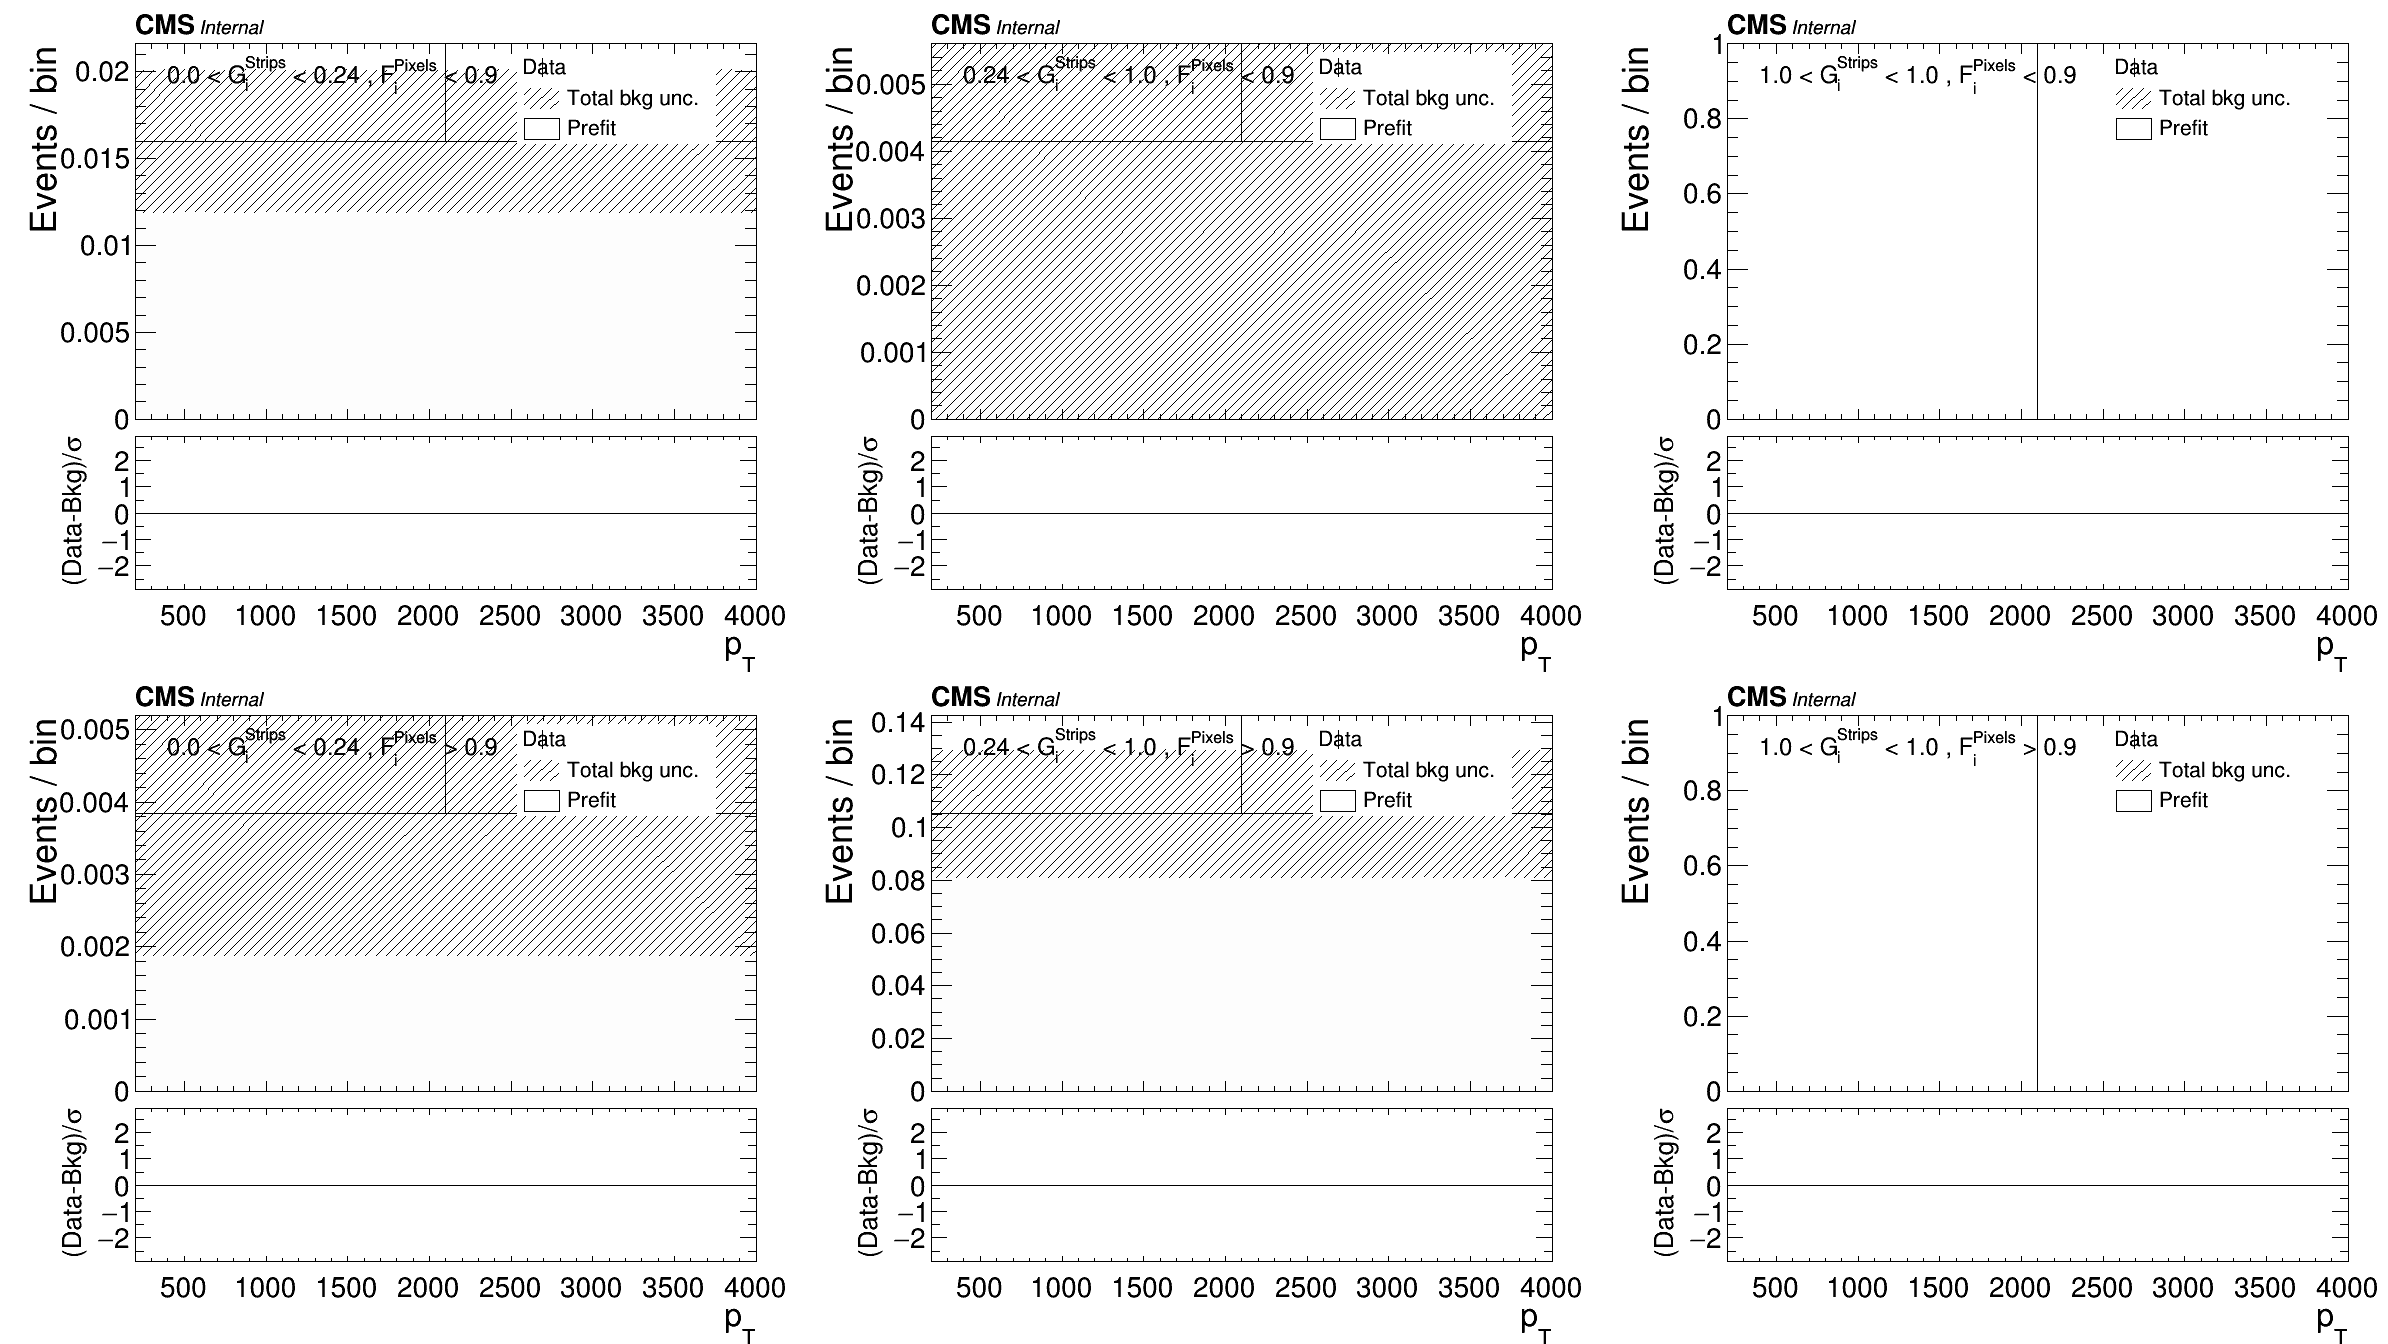 CMS Internal
Events / bin
0.0 < G_i^Strips < 0.24 , F_i^Pixels < 0.9
Data
Total bkg unc.
Prefit
0.02
0.015
0.01
0.005
0
(Data-Bkg)/σ
2
1
0
−1
−2
500 1000 1500 2000 2500 3000 3500 4000
p_T
CMS Internal
Events / bin
0.24 < G_i^Strips < 1.0 , F_i^Pixels < 0.9
Data
Total bkg unc.
Prefit
0.005
0.004
0.003
0.002
0.001
0
(Data-Bkg)/σ
2
1
0
−1
−2
500 1000 1500 2000 2500 3000 3500 4000
p_T
CMS Internal
Events / bin
1.0 < G_i^Strips < 1.0 , F_i^Pixels < 0.9
Data
Total bkg unc.
Prefit
1
0.8
0.6
0.4
0.2
0
(Data-Bkg)/σ
2
1
0
−1
−2
500 1000 1500 2000 2500 3000 3500 4000
p_T
CMS Internal
Events / bin
0.0 < G_i^Strips < 0.24 , F_i^Pixels > 0.9
Data
Total bkg unc.
Prefit
0.005
0.004
0.003
0.002
0.001
0
(Data-Bkg)/σ
2
1
0
−1
−2
500 1000 1500 2000 2500 3000 3500 4000
p_T
CMS Internal
Events / bin
0.24 < G_i^Strips < 1.0 , F_i^Pixels > 0.9
Data
Total bkg unc.
Prefit
0.14
0.12
0.1
0.08
0.06
0.04
0.02
0
(Data-Bkg)/σ
2
1
0
−1
−2
500 1000 1500 2000 2500 3000 3500 4000
p_T
CMS Internal
Events / bin
1.0 < G_i^Strips < 1.0 , F_i^Pixels > 0.9
Data
Total bkg unc.
Prefit
1
0.8
0.6
0.4
0.2
0
(Data-Bkg)/σ
2
1
0
−1
−2
500 1000 1500 2000 2500 3000 3500 4000
p_T